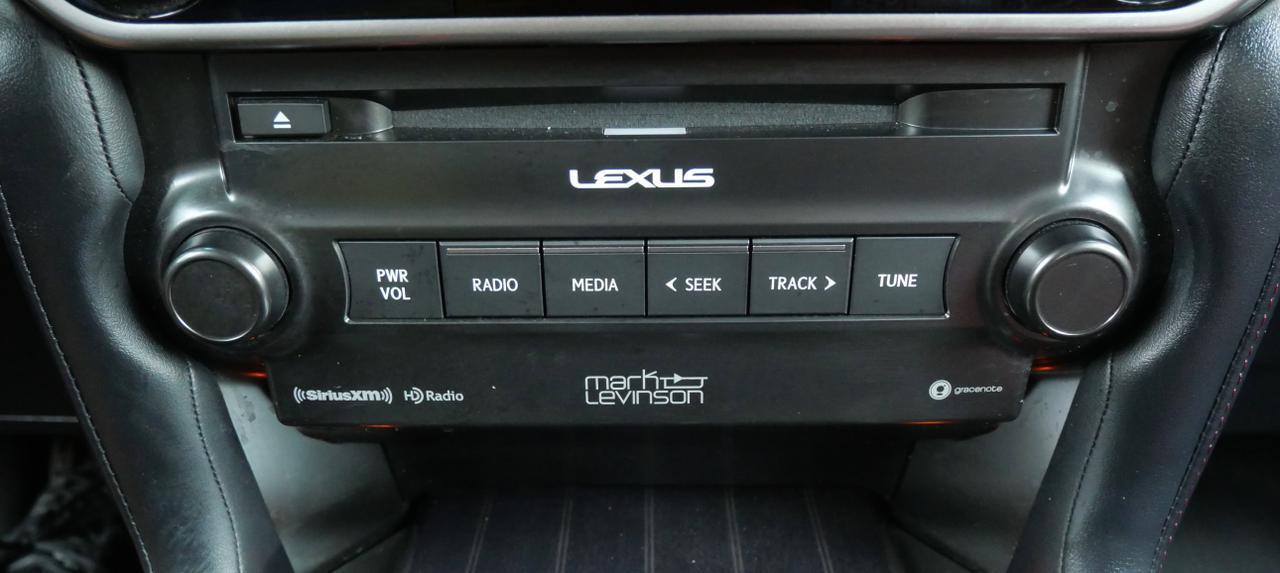 LEXUS
PWR
VOL
RADIO
MEDIA
< SEEK
TRACK >
TUNE
((SiriusXM))
HD Radio
mark
Levinson
gracenote